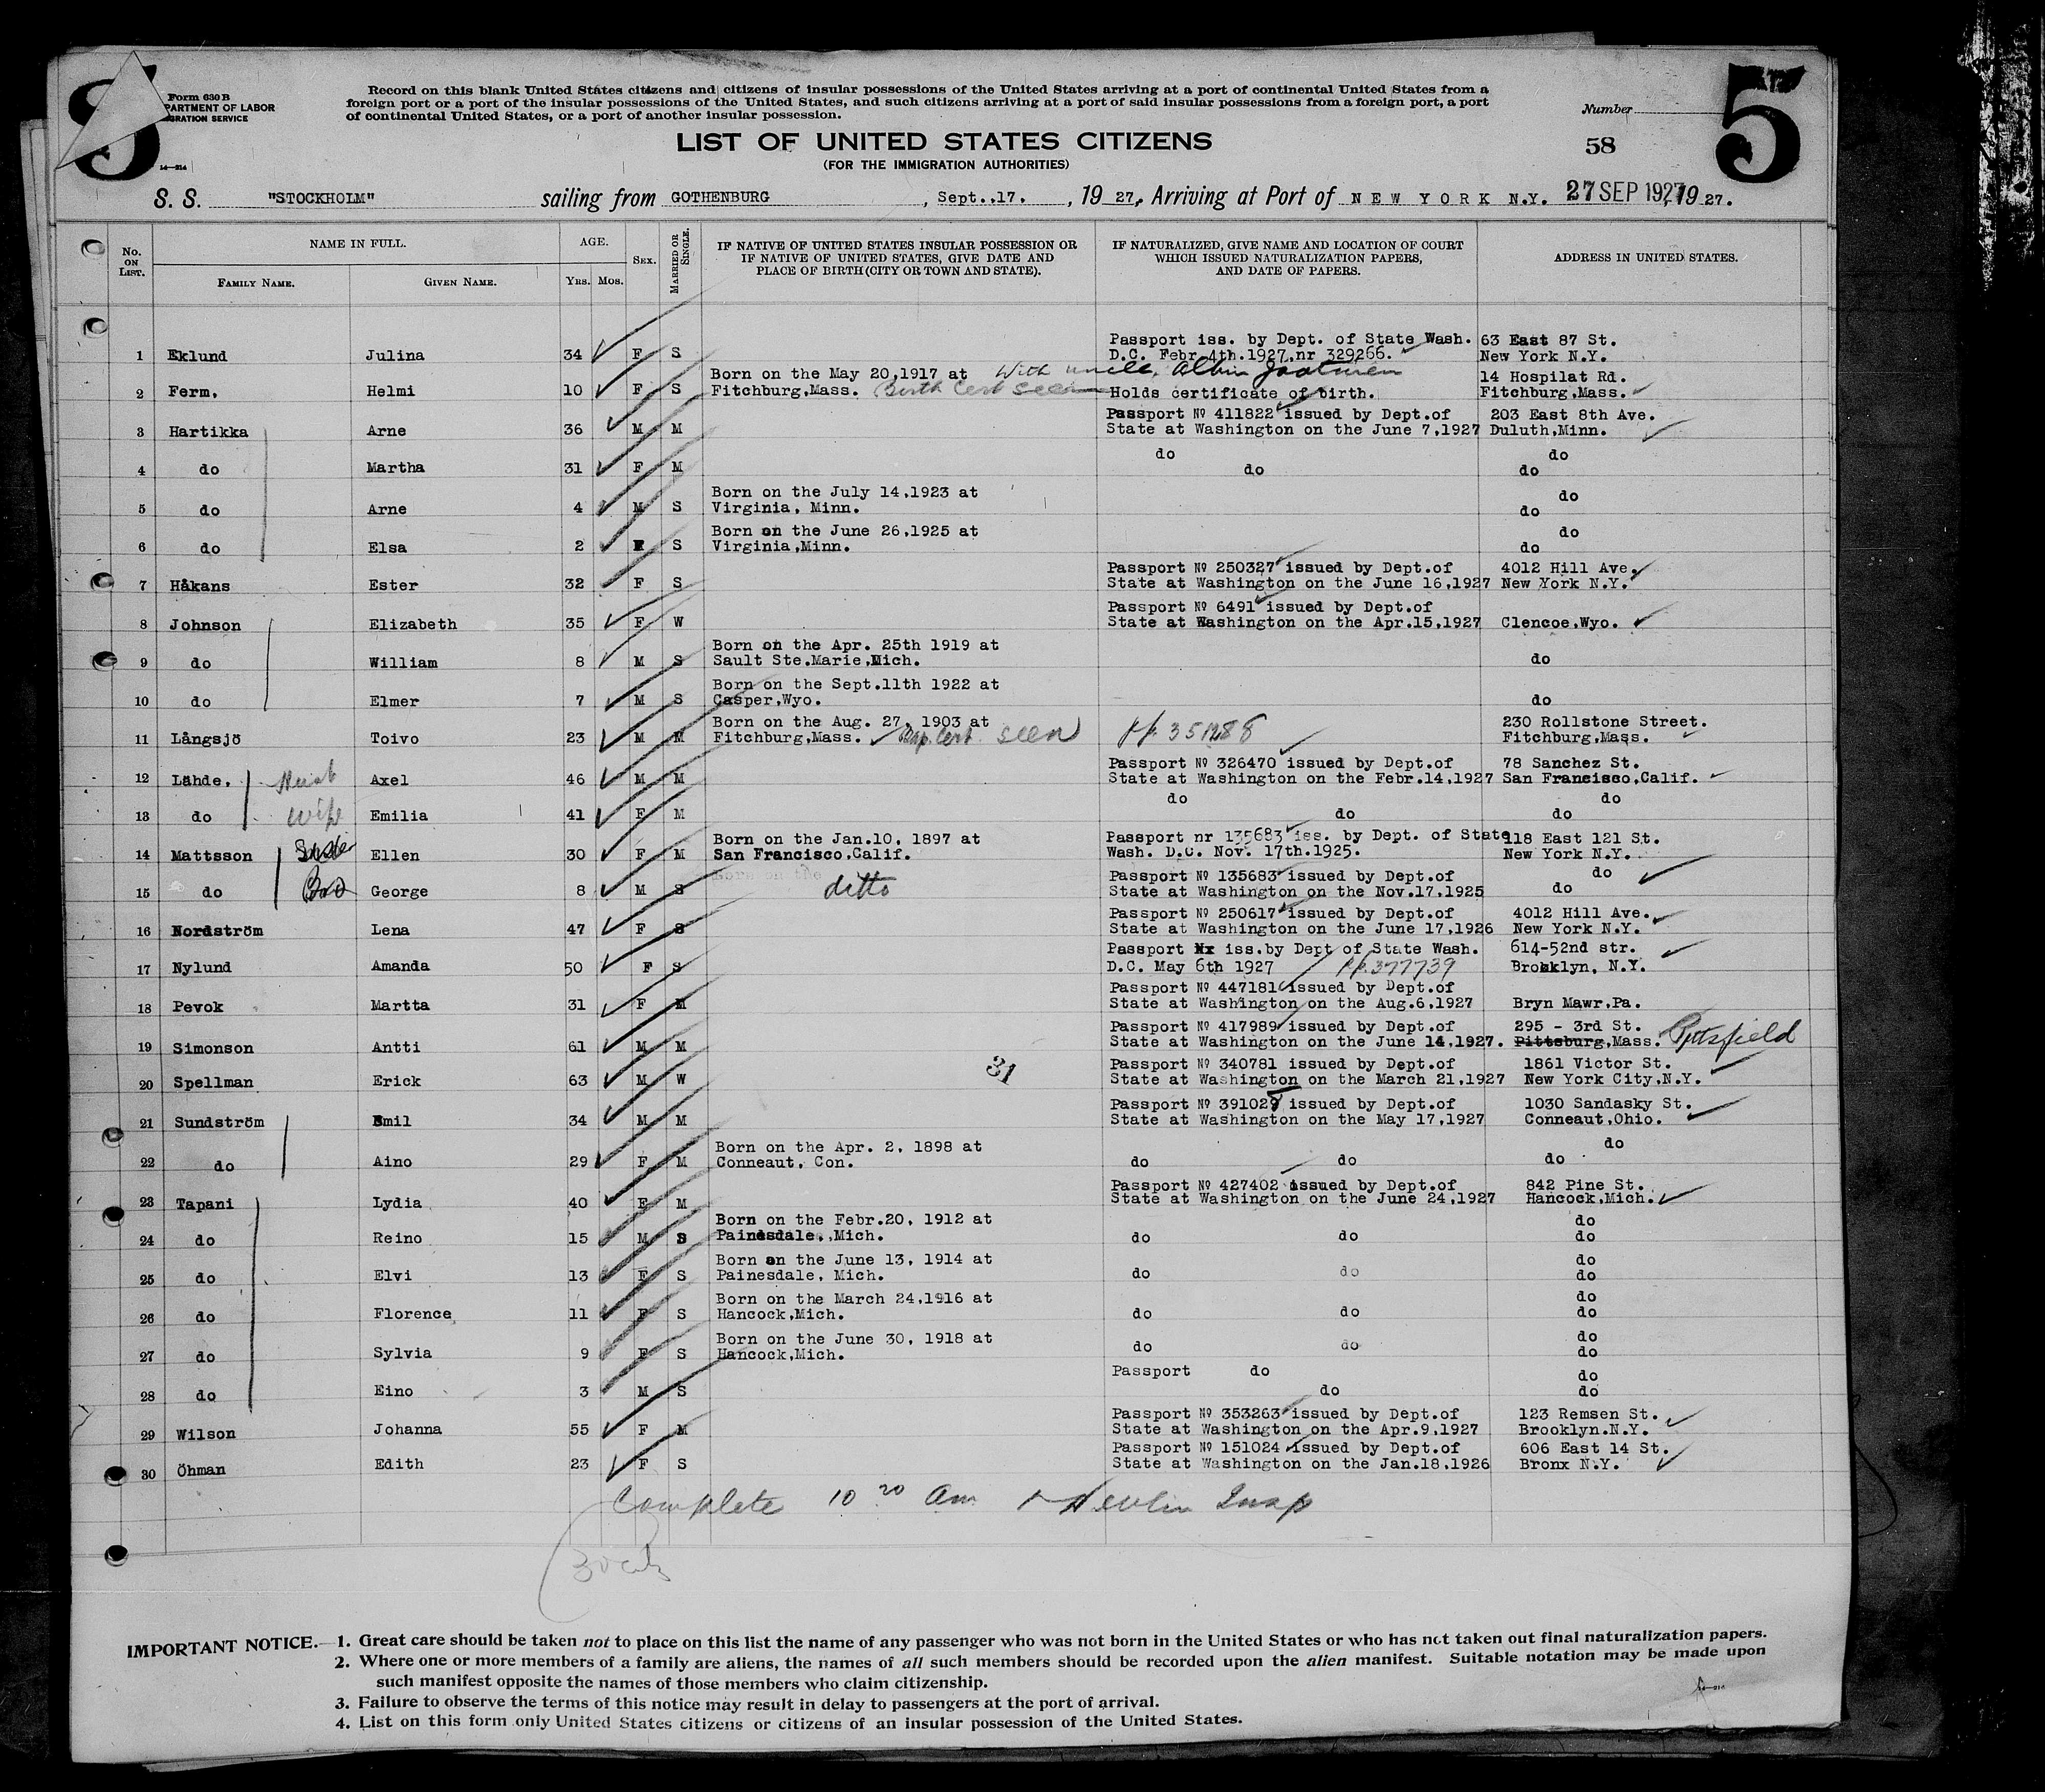 Form 630 B
PARTMENT OF LABOR
GRATION SERVICE
14—214
Record on this blank United States citizens and citizens of insular possessions of the United States arriving at a port of continental United States from a
foreign port or a port of the insular possessions of the United States, and such citizens arriving at a port of said insular possessions from a foreign port, a port
of continental United States, or a port of another insular possession.
Number
58
5
LIST OF UNITED STATES CITIZENS
(FOR THE IMMIGRATION AUTHORITIES)
S. S. "STOCKHOLM" sailing from GOTHENBURG, Sept.,17., 1927, Arriving at Port of NEW YORK N.Y. 27 SEP 1927, 1927.
No. ON LIST. NAME IN FULL. AGE. SEX. MARRIED OR SINGLE. IF NATIVE OF UNITED STATES INSULAR POSSESSION OR IF NATIVE OF UNITED STATES, GIVE DATE AND PLACE OF BIRTH (CITY OR TOWN AND STATE). IF NATURALIZED, GIVE NAME AND LOCATION OF COURT WHICH ISSUED NATURALIZATION PAPERS, AND DATE OF PAPERS. ADDRESS IN UNITED STATES.
FAMILY NAME. GIVEN NAME. YRS. MOS.
1 Eklund Julina 34 F S Passport iss. by Dept. of State Wash. D.C. Febr 4th.1927,nr 329266. 63 East 87 St. New York N.Y.
2 Ferm, Helmi 10 F S Born on the May 20,1917 at Fitchburg,Mass. Birth Cert seen With uncle, Albin Holds certificate of birth. 14 Hospilat Rd. Fitchburg,Mass.
3 Hartikka Arne 36 M M Passport № 411822 issued by Dept.of State at Washington on the June 7,1927 203 East 8th Ave. Duluth,Minn.
4 do Martha 31 F M do do do do
5 do Arne 4 M S Born on the July 14,1923 at Virginia, Minn. do do
6 do Elsa 2 F S Born on the June 26,1925 at Virginia,Minn. do do
7 Håkans Ester 32 F S Passport № 250327 issued by Dept.of State at Washington on the June 16,1927 4012 Hill Ave. New York N.Y.
8 Johnson Elizabeth 35 F W Passport № 6491 issued by Dept.of State at Washington on the Apr.15,1927 Clencoe,Wyo.
9 do William 8 M S Born on the Apr. 25th 1919 at Sault Ste.Marie,Mich. do
10 do Elmer 7 M S Born on the Sept.11th 1922 at Casper,Wyo. do
11 Långsjö Toivo 23 M M Born on the Aug. 27, 1903 at Fitchburg,Mass. Bap. Cert. seen pp. 351288 230 Rollstone Street. Fitchburg,Mass.
12 Lähde, Axel 46 M M Passport № 326470 issued by Dept.of State at Washington on the Febr.14,1927 78 Sanchez St. San Francisco,Calif.
13 do wife Emilia 41 F M do do do do
14 Mattsson Ellen 30 F M Born on the Jan.10, 1897 at San Francisco,Calif. Passport nr 135683 iss. by Dept. of State Wash. D.C. Nov. 17th.1925. 118 East 121 St. New York N.Y.
15 do Bro George 8 M S Born on the ditto Passport № 135683 issued by Dept.of State at Washington on the Nov.17,1925 do do
16 Nordström Lena 47 F S Passport № 250617 issued by Dept.of State at Washington on the June 17,1926 4012 Hill Ave. New York N.Y.
17 Nylund Amanda 50 F S Passport Nx iss.by Dept of State Wash. D.C. May 6th 1927 pp.377739 614-52nd str. Brooklyn, N.Y.
18 Pevok Martta 31 F M Passport № 447181 issued by Dept.of State at Washington on the Aug.6,1927 Bryn Mawr,Pa.
19 Simonson Antti 61 M M Passport № 417989 issued by Dept.of State at Washington on the June 14,1927. 295 - 3rd St. Pittsburg,Mass. Pittsfield
31
20 Spellman Erick 63 M W Passport № 340781 issued by Dept.of State at Washington on the March 21,1927 1861 Victor St. New York City,N.Y.
21 Sundström Emil 34 M M Passport № 391029 issued by Dept.of State at Washington on the May 17,1927 1030 Sandasky St. Conneaut,Ohio.
22 do Aino 29 F M Born on the Apr. 2, 1898 at Conneaut, Con. do do do do
23 Tapani Lydia 40 F M Passport № 427402 issued by Dept.of State at Washington on the June 24,1927 842 Pine St. Hancock,Mich.
24 do Reino 15 M S Born on the Febr.20, 1912 at Painesdale,,Mich. do do do do
25 do Elvi 13 F S Born on the June 13, 1914 at Painesdale, Mich. do do do do
26 do Florence 11 F S Born on the March 24,1916 at Hancock,Mich. do do do do
27 do Sylvia 9 F S Born on the June 30, 1918 at Hancock,Mich. do do do do
28 do Eino 3 M S Passport do do do do
29 Wilson Johanna 55 F M Passport № 353263 issued by Dept.of State at Washington on the Apr.9,1927 123 Remsen St. Brooklyn.N.Y.
30 Öhman Edith 23 F S Passport № 151024 issued by Dept.of State at Washington on the Jan.18,1926 606 East 14 St. Bronx N.Y.
Complete 10 20 am Insp
IMPORTANT NOTICE.— 1. Great care should be taken not to place on this list the name of any passenger who was not born in the United States or who has not taken out final naturalization papers.
2. Where one or more members of a family are aliens, the names of all such members should be recorded upon the alien manifest. Suitable notation may be made upon
such manifest opposite the names of those members who claim citizenship.
3. Failure to observe the terms of this notice may result in delay to passengers at the port of arrival.
4. List on this form only United States citizens or citizens of an insular possession of the United States.